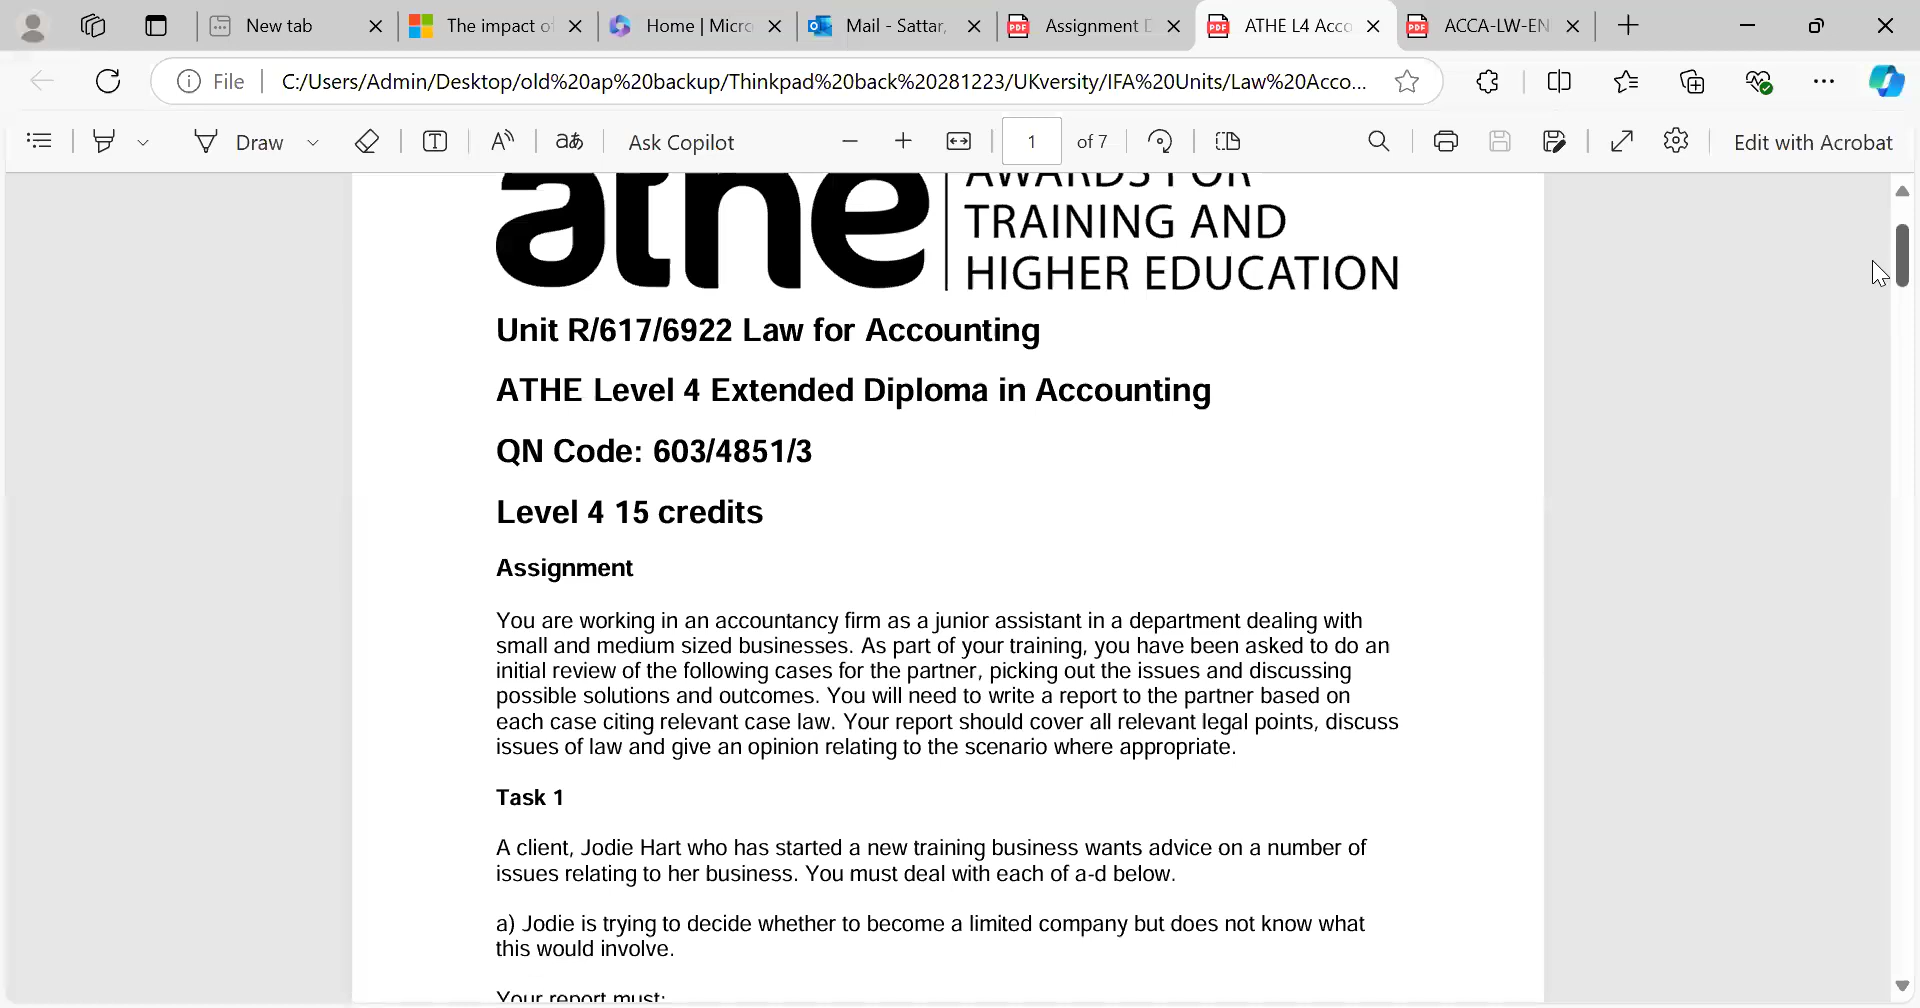 New tab
The impact o
Home | Micro
Mail - Sattar,
Assignment E
ATHE L4 Acco
ACCA-LW-EN
File
C:/Users/Admin/Desktop/old%20ap%20backup/Thinkpad%20back%20281223/UKversity/IFA%20Units/Law%20Acco...
Draw
Ask Copilot
1
of 7
Edit with Acrobat
athe
AWARDS FOR
TRAINING AND
HIGHER EDUCATION
Unit R/617/6922 Law for Accounting
ATHE Level 4 Extended Diploma in Accounting
QN Code: 603/4851/3
Level 4 15 credits
Assignment
You are working in an accountancy firm as a junior assistant in a department dealing with
small and medium sized businesses. As part of your training, you have been asked to do an
initial review of the following cases for the partner, picking out the issues and discussing
possible solutions and outcomes. You will need to write a report to the partner based on
each case citing relevant case law. Your report should cover all relevant legal points, discuss
issues of law and give an opinion relating to the scenario where appropriate.
Task 1
A client, Jodie Hart who has started a new training business wants advice on a number of
issues relating to her business. You must deal with each of a-d below.
a) Jodie is trying to decide whether to become a limited company but does not know what
this would involve.
Your report must: